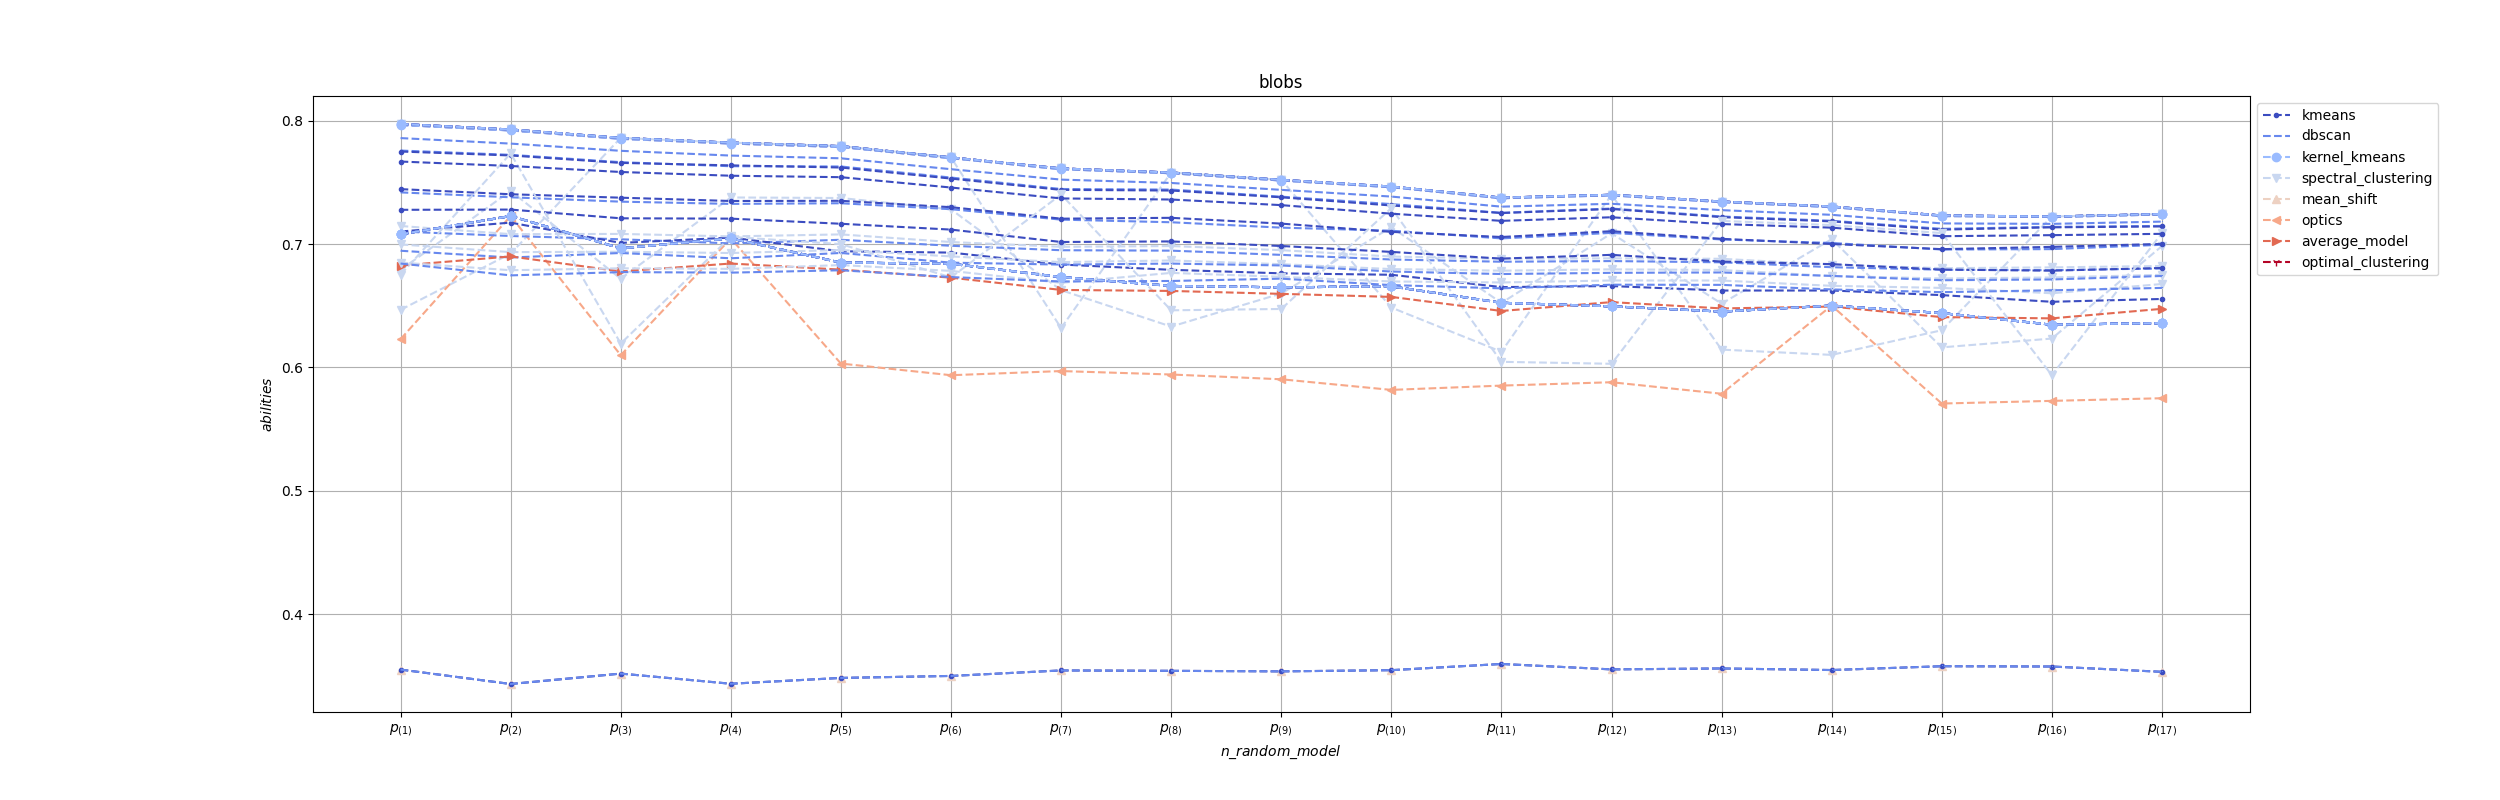 blobs
0.8
0.7
0.6
0.5
0.4
abilities
p(1) p(2) p(3) p(4) p(5) p(6) p(7) p(8) p(9) p(10) p(11) p(12) p(13) p(14) p(15) p(16) p(17)
n_random_model
kmeans
dbscan
kernel_kmeans
spectral_clustering
mean_shift
optics
average_model
optimal_clustering